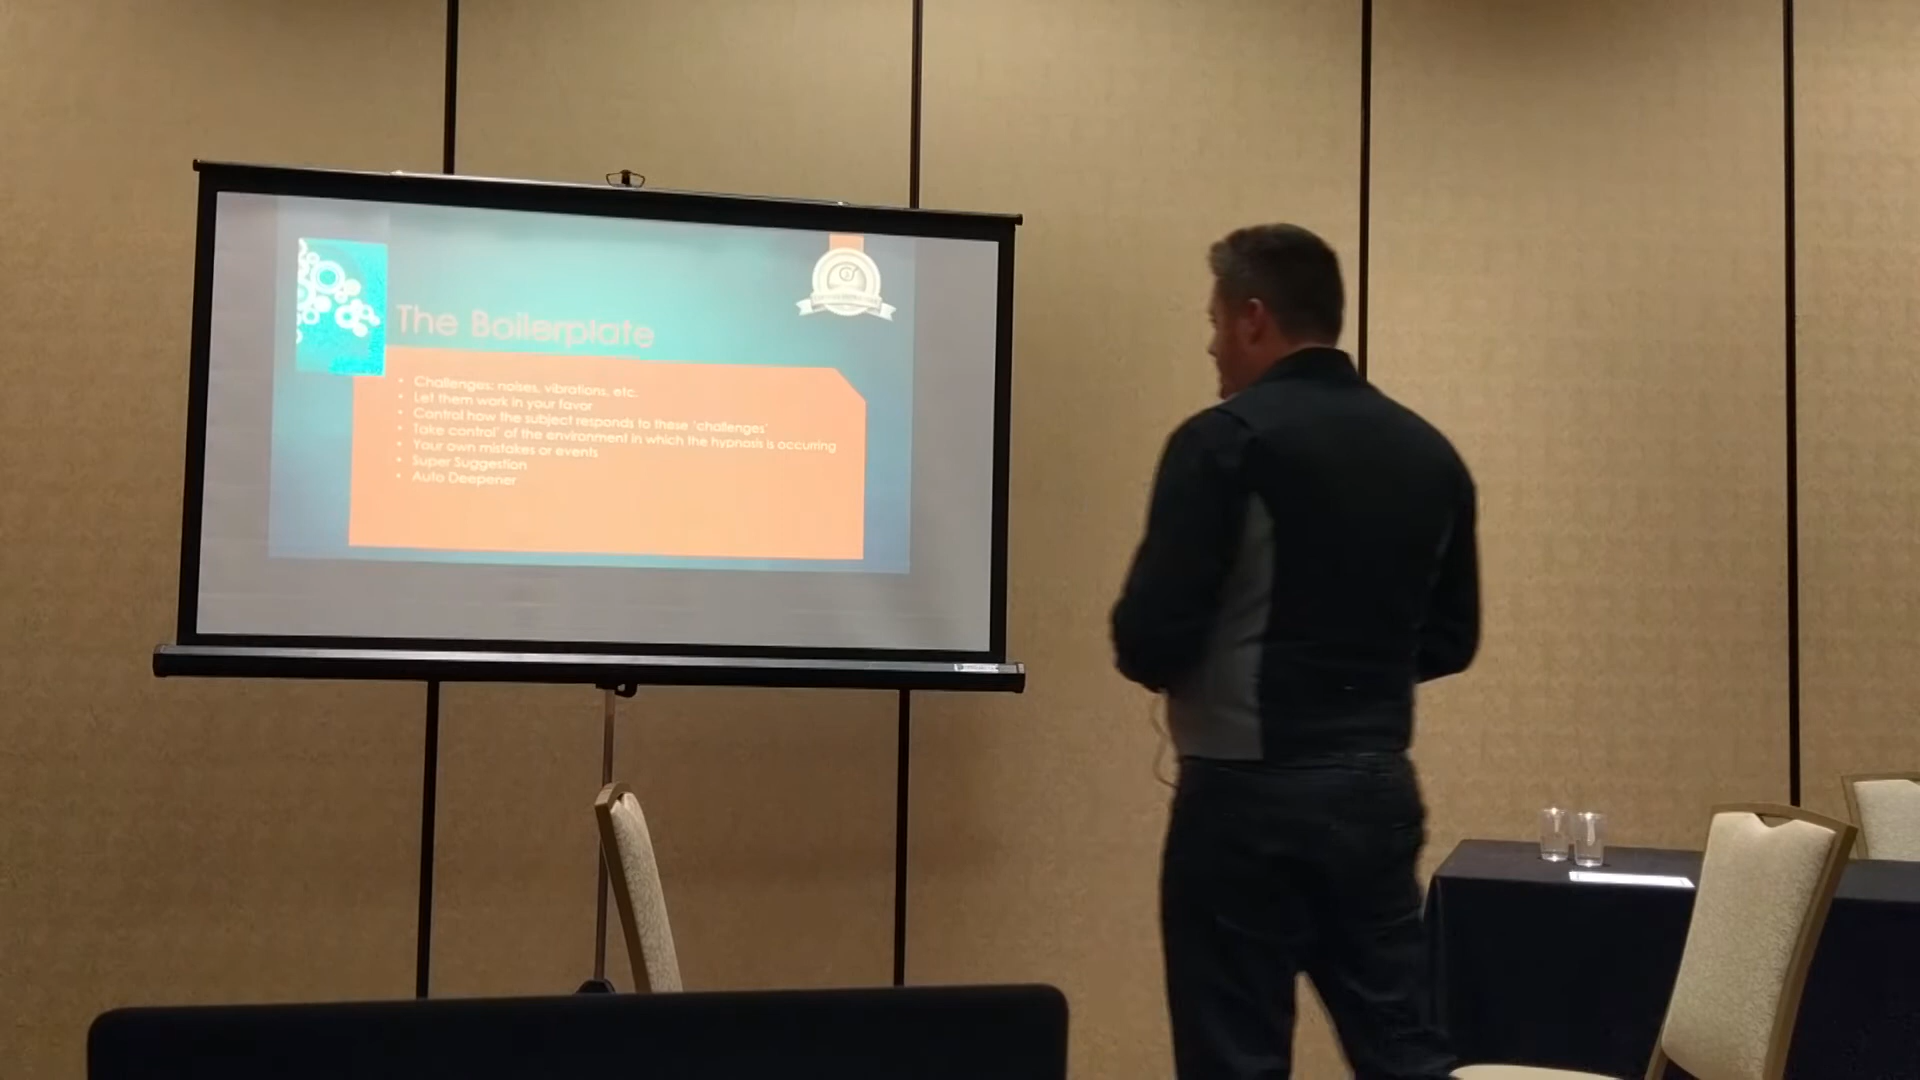 The Boilerplate
• Challenges: noises, vibrations, etc.
• Let them work in your favor
• Control how the subject responds to these 'challenges'
• Take control' of the environment in which the hypnosis is occurring
• Your own mistakes or events
• Super Suggestion
• Auto Deepener